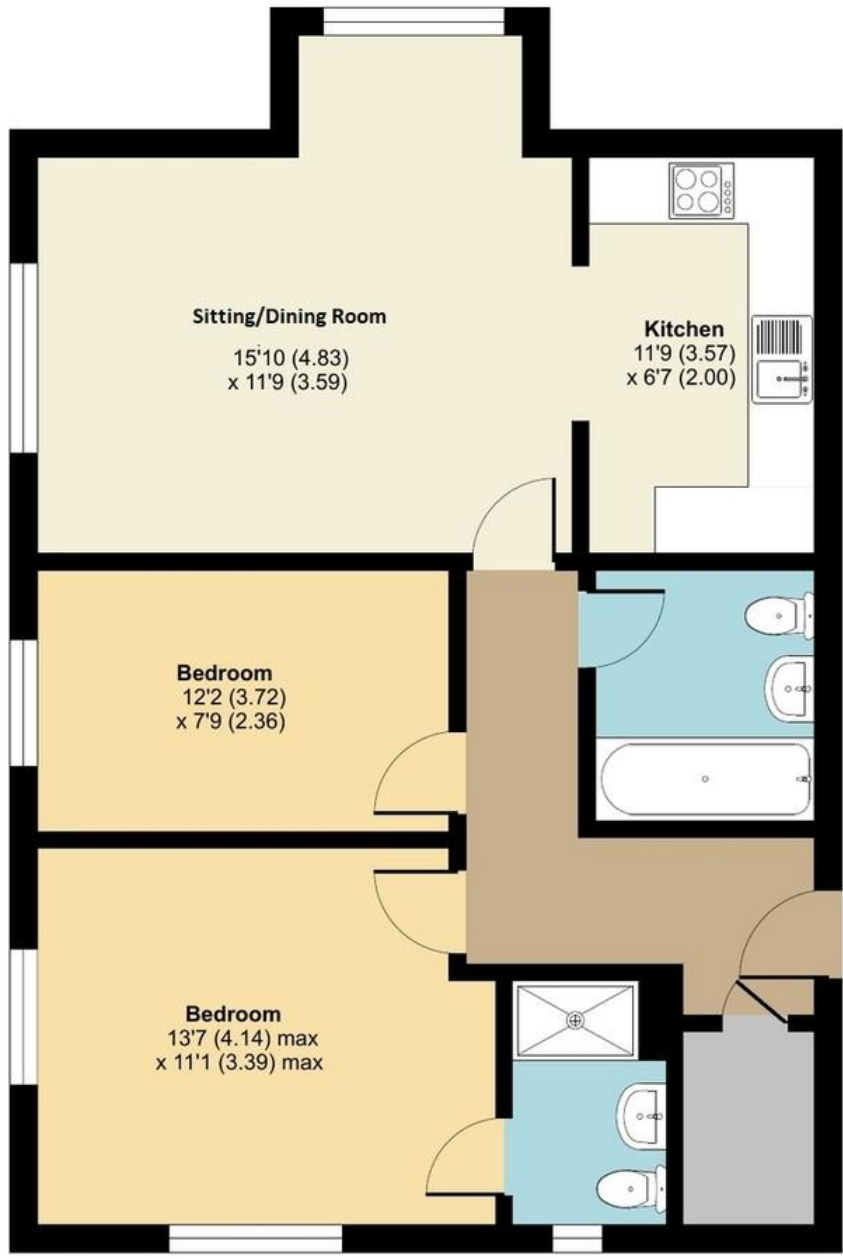 Sitting/Dining Room
15'10 (4.83)
x 11'9 (3.59)
Kitchen
11'9 (3.57)
x 6'7 (2.00)
Bedroom
12'2 (3.72)
x 7'9 (2.36)
Bedroom
13'7 (4.14) max
x 11'1 (3.39) max